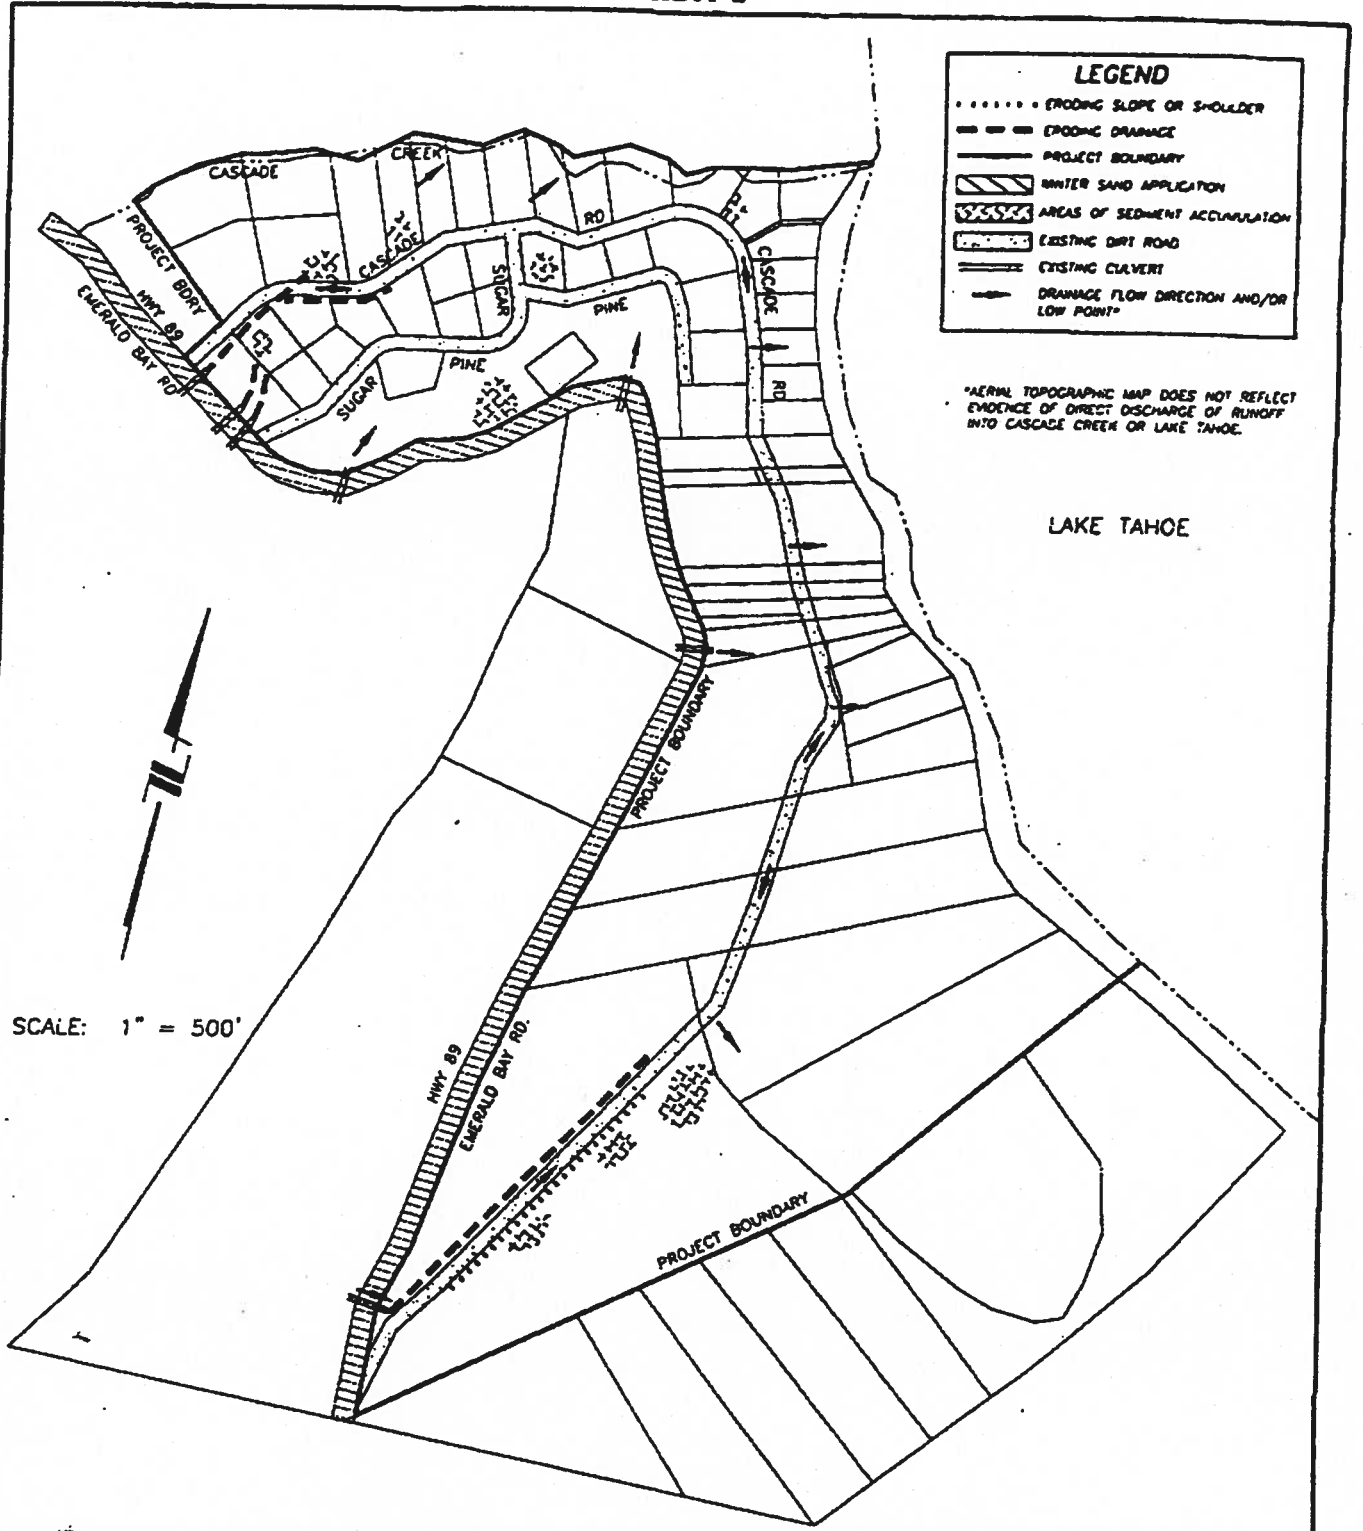 LEGEND
ERODING SLOPE OR SHOULDER
ERODING DRAINAGE
PROJECT BOUNDARY
WINTER SAND APPLICATION
AREAS OF SEDIMENT ACCUMULATION
EXISTING DIRT ROAD
EXISTING CULVERT
DRAINAGE FLOW DIRECTION AND/OR
LOW POINT*
*AERIAL TOPOGRAPHIC MAP DOES NOT REFLECT
EVIDENCE OF DIRECT DISCHARGE OF RUNOFF
INTO CASCADE CREEK OR LAKE TAHOE.
LAKE TAHOE
CASCADE
CREEK
PROJECT BDRY
HWY 89
EMERALD BAY RD
CASCADE
RD
SUGAR
PINE
SUGAR
PINE
CASCADE
RD
PROJECT BOUNDARY
SCALE: 1" = 500'
HWY 89
EMERALD BAY RD.
PROJECT BOUNDARY